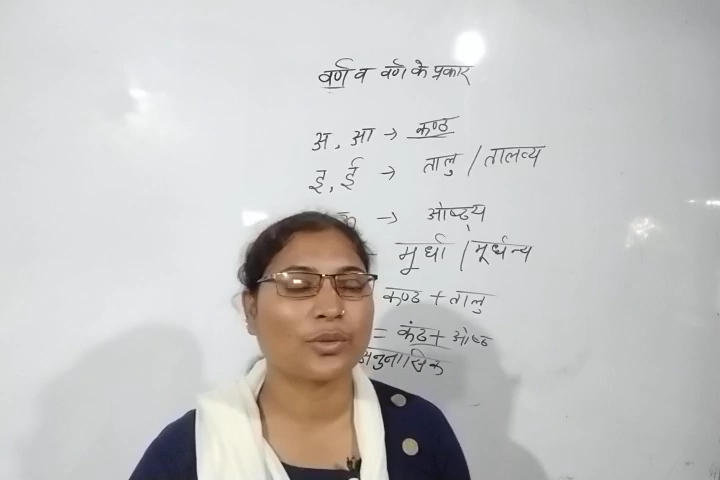 वर्ण व वर्ण के प्रकार
अ, आ → कण्ठ
इ, ई → तालु / तालव्य
→ ओष्ठ्य
मूर्धा / मूर्धन्य
कण्ठ + तालु
= कंठ + ओष्ठ
अनुनासिक